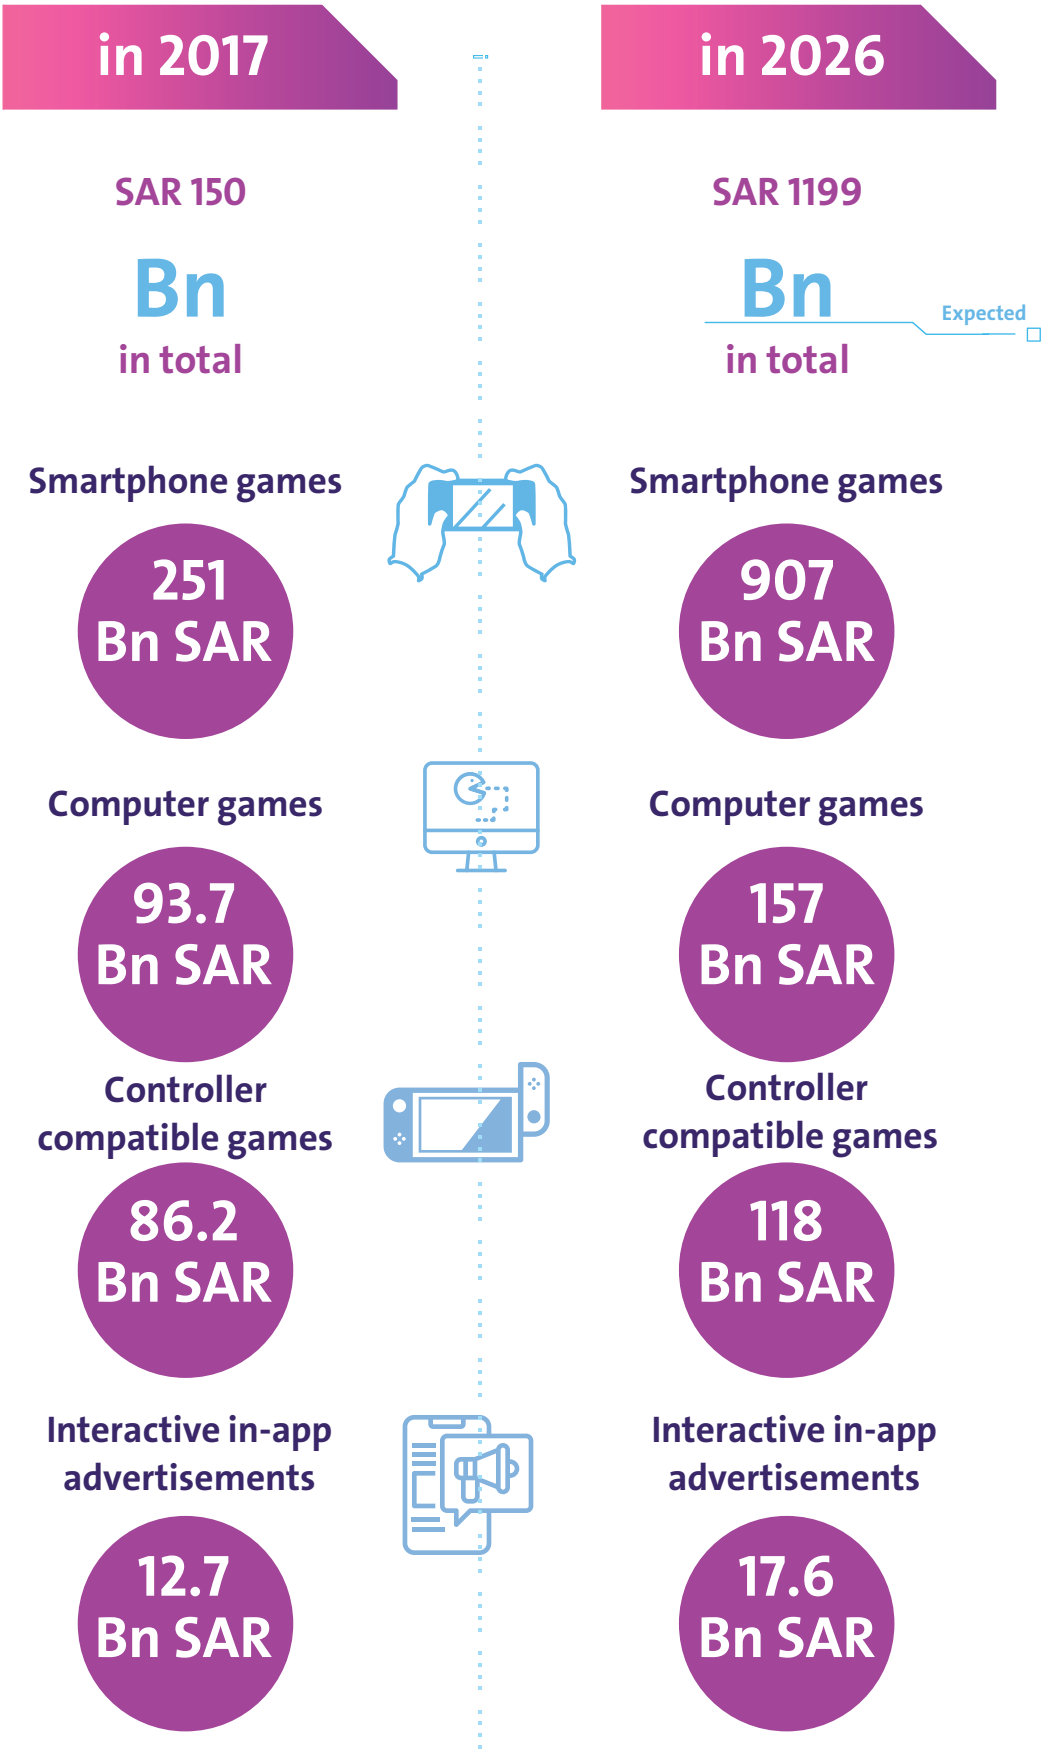 in 2017
SAR 150
Bn
in total
Smartphone games
251
Bn SAR
Computer games
93.7
Bn SAR
Controller
compatible games
86.2
Bn SAR
Interactive in-app
advertisements
12.7
Bn SAR
in 2026
SAR 1199
Bn
Expected
in total
Smartphone games
907
Bn SAR
Computer games
157
Bn SAR
Controller
compatible games
118
Bn SAR
Interactive in-app
advertisements
17.6
Bn SAR